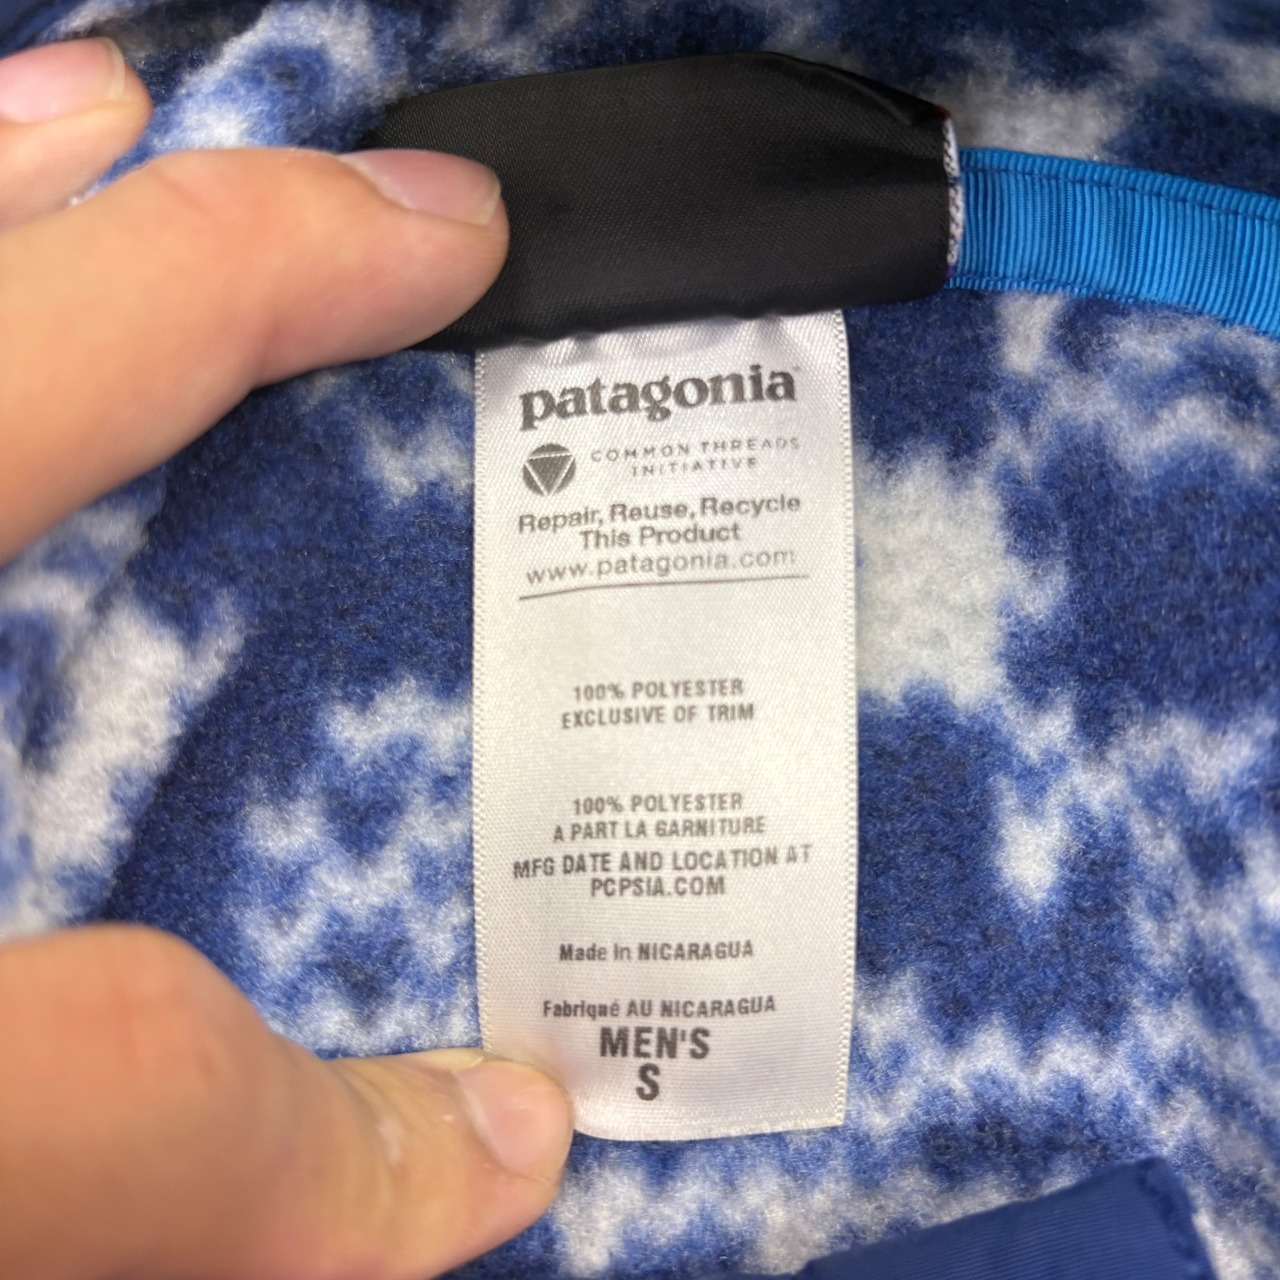 patagonia
COMMON THREADS
INITIATIVE
Repair, Reuse, Recycle
This Product
www.patagonia.com
100% POLYESTER
EXCLUSIVE OF TRIM
100% POLYESTER
A PART LA GARNITURE
MFG DATE AND LOCATION AT
PCPSIA.COM
Made In NICARAGUA
Fabriqué AU NICARAGUA
MEN'S
S